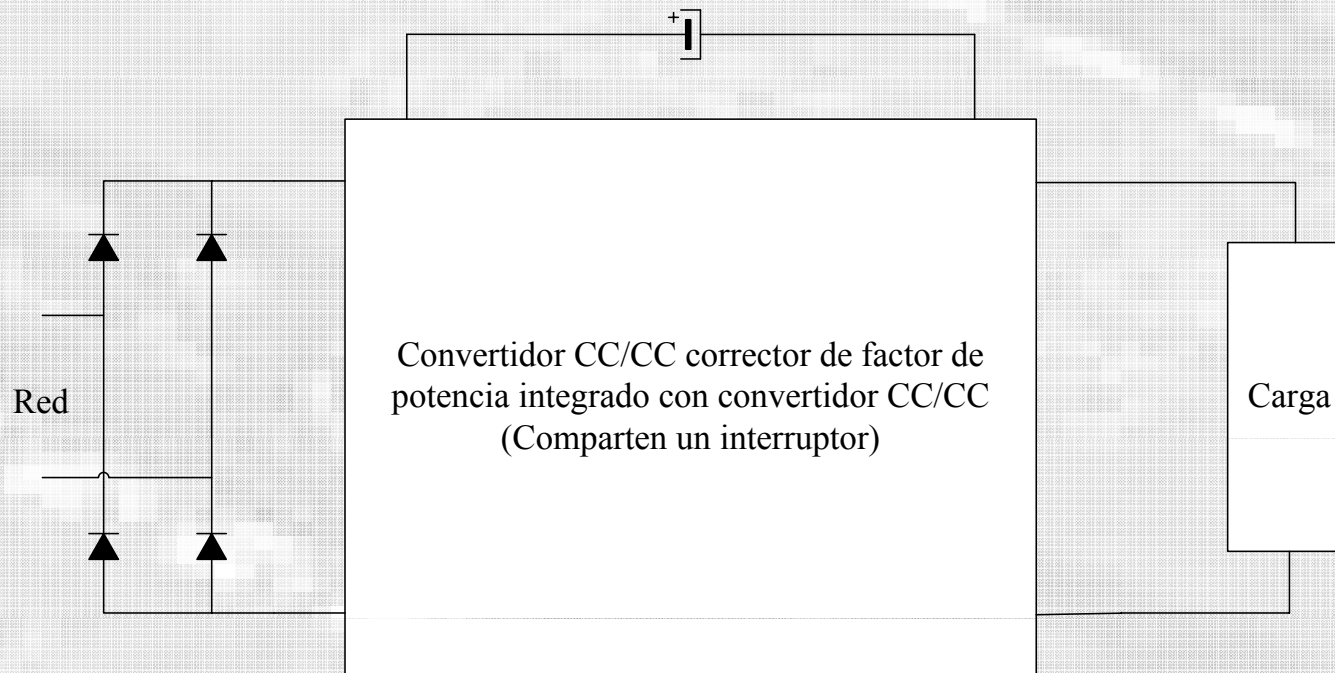 +
Convertidor CC/CC corrector de factor de
potencia integrado con convertidor CC/CC
(Comparten un interruptor)
Red
Carga